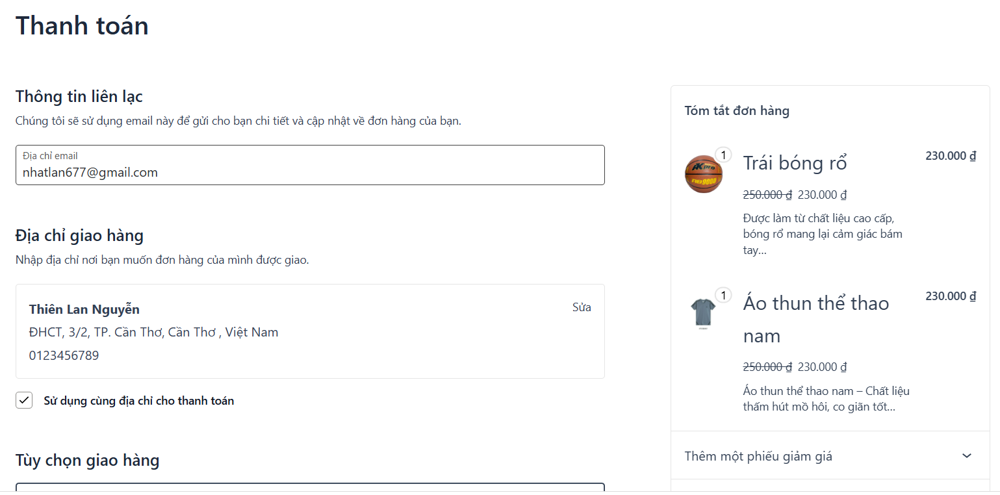 Thanh toán
Thông tin liên lạc
Chúng tôi sẽ sử dụng email này để gửi cho bạn chi tiết và cập nhật về đơn hàng của bạn.
Địa chỉ email
nhatlan677@gmail.com
Địa chỉ giao hàng
Nhập địa chỉ nơi bạn muốn đơn hàng của mình được giao.
Thiên Lan Nguyễn
Sửa
ĐHCT, 3/2, TP. Cần Thơ, Cần Thơ , Việt Nam
0123456789
Sử dụng cùng địa chỉ cho thanh toán
Tùy chọn giao hàng
Tóm tắt đơn hàng
1
AKpro
Trái bóng rổ
230.000 ₫
250.000 ₫ 230.000 ₫
Được làm từ chất liệu cao cấp,
bóng rổ mang lại cảm giác bám
tay...
1
Áo thun thể thao
nam
230.000 ₫
250.000 ₫ 230.000 ₫
Áo thun thể thao nam – Chất liệu
thấm hút mồ hôi, co giãn tốt...
Thêm một phiếu giảm giá